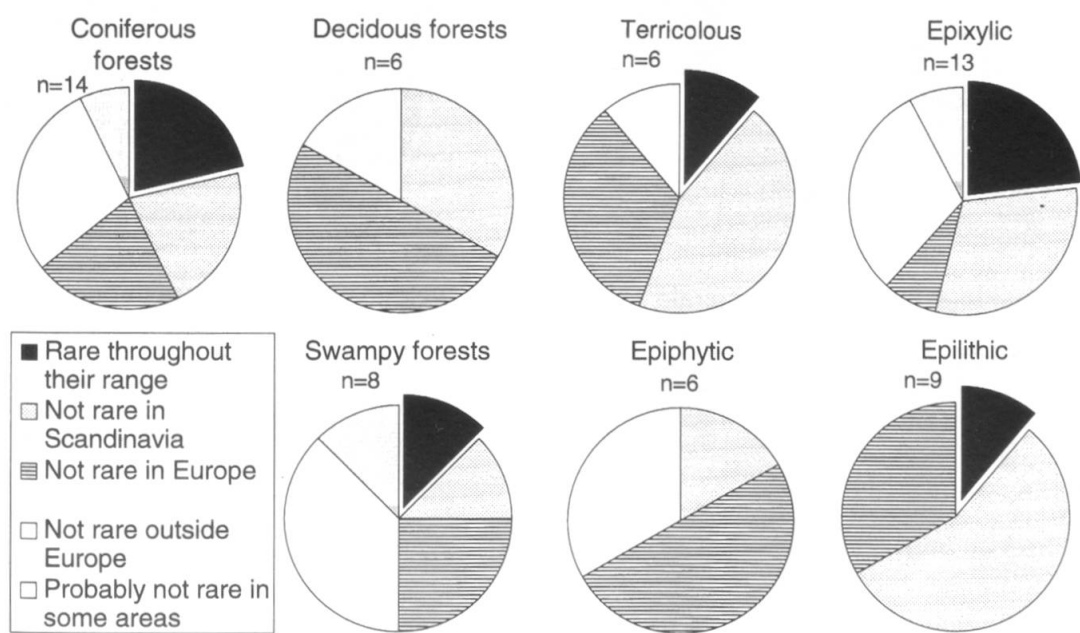 Coniferous
forests
n=14
Decidous forests
n=6
Terricolous
n=6
Epixylic
n=13
Rare throughout
their range
Not rare in
Scandinavia
Not rare in Europe
Not rare outside
Europe
Probably not rare in
some areas
Swampy forests
n=8
Epiphytic
n=6
Epilithic
n=9